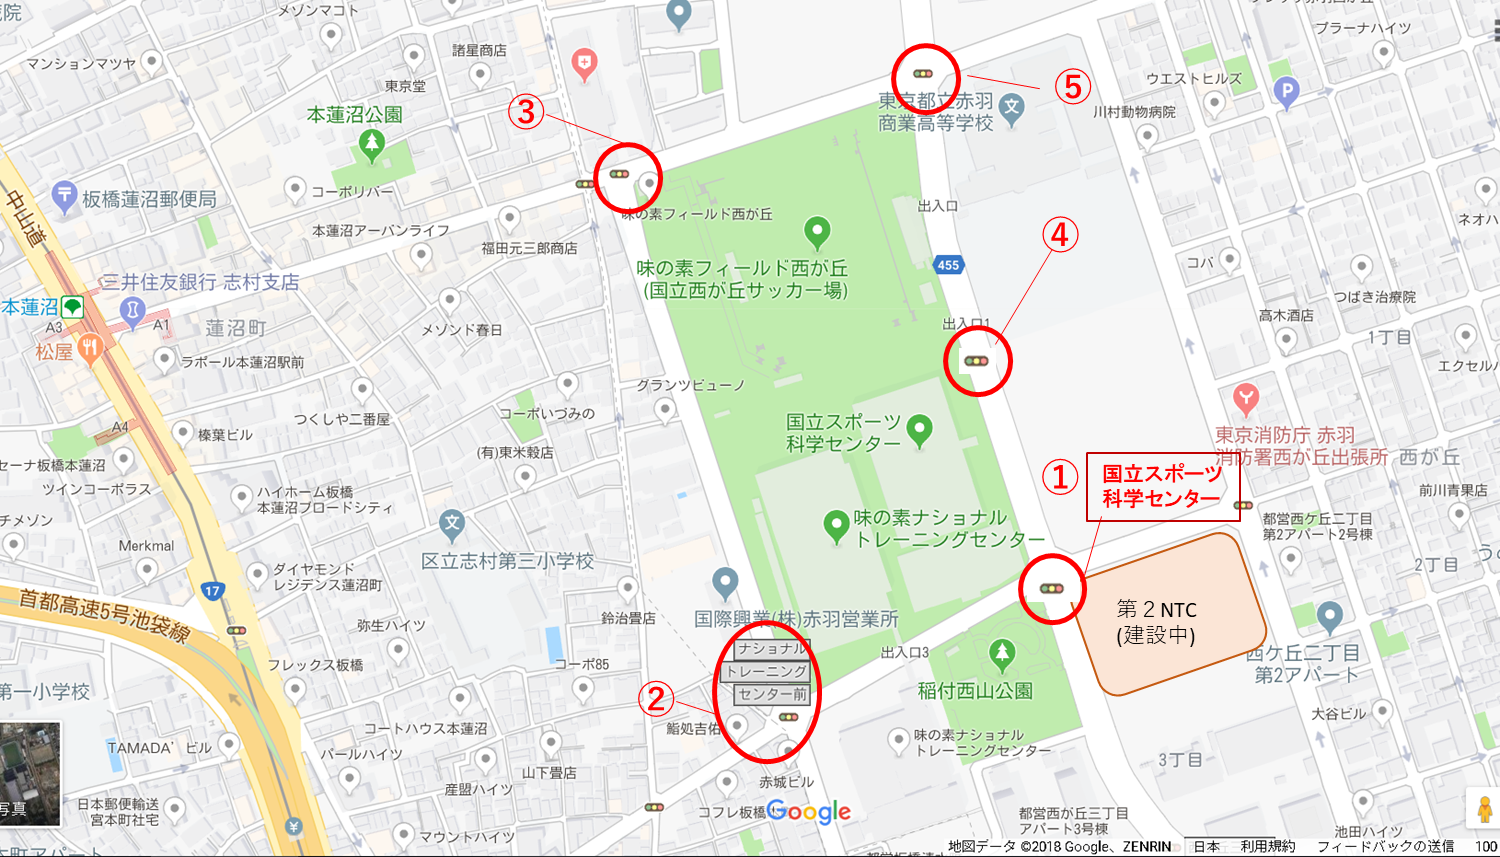 メゾンマコト
諸星商店
マンションマツヤ
東京堂
本蓮沼公園
③
⑤
東京都立赤羽
商業高等学校
ウエストヒルズ
プラーナハイツ
P
川村動物病院
板橋蓮沼郵便局
コーポリバー
中山道
本蓮沼アーバンライフ
福田元三郎商店
味の素フィールド西が丘
出入口
ネオハ
④
455
コパ
つばき治療院
味の素フィールド西が丘
(国立西が丘サッカー場)
三井住友銀行 志村支店
本蓮沼
A3
A1
蓮沼町
メゾンド春日
出入口1
高木酒店
1丁目
松屋
ラポール本蓮沼駅前
グランツビューノ
エクセルハ
つくしや二番屋
コーポいづみの
A4
榛葉ビル
(有)東米穀店
国立スポーツ
科学センター
東京消防庁 赤羽
消防署西が丘出張所
西が丘
①
国立スポーツ
科学センター
セーナ板橋本蓮沼
ツインコーポラス
ハイホーム板橋
本蓮沼ブロードシティ
前川青果店
チメゾン
味の素ナショナル
トレーニングセンター
都営西ケ丘二丁目
第2アパート2号棟
Merkmal
区立志村第三小学校
2丁目
ダイヤモンド
レジデンス蓮沼町
17
首都高速5号池袋線
鈴治畳店
国際興業(株)赤羽営業所
第２NTC
(建設中)
弥生ハイツ
ナショナル
トレーニング
センター前
出入口3
西ケ丘二丁目
第2アパート
フレックス板橋
コーポ85
②
稲付西山公園
第一小学校
コートハウス本蓮沼
鮨処吉佑
味の素ナショナル
トレーニングセンター
大谷ビル
TAMADA’ビル
パールハイツ
山下畳店
赤城ビル
3丁目
産盟ハイツ
写真
日本郵便輸送
宮本町社宅
コフレ板橋
Google
都営西が丘三丁目
アパート3号棟
マウントハイツ
池田ハイツ
地図データ ©2018 Google、ZENRIN
日本
利用規約
フィードバックの送信
100